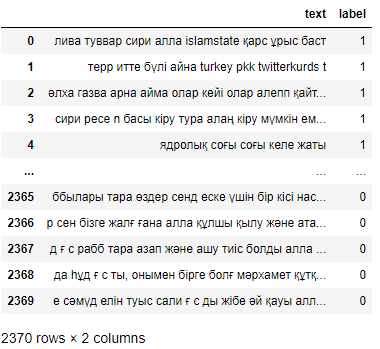 text label
0 лива туввар сири алла islamstate қарс ұрыс баст 1
1 терр итте бүлі айна turkey pkk twitterkurds t 1
2 әлха газва арна айма олар кейі олар алепп қайт... 1
3 сири ресе n басы кіру тура алаң кіру мүмкін ем... 1
4 ядролық соғы соғы келе жаты 1
... ... ...
2365 ббылары тара өздер сенд еске үшін бір кісі нас... 0
2366 р сен бізге жалғ ғана алла құлшы қылу және ата... 0
2367 д ғ с рабб тара азап және ашу тиіс болды алла ... 0
2368 да һұд ғ с ты, онымен бірге болғ мәрхамет құтқ... 0
2369 е сәмүд елін туыс сали ғ с ды жібе әй қауы алл... 0
2370 rows × 2 columns